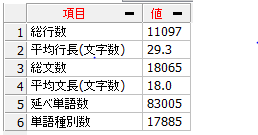 項目 値
1 総行数 11097
2 平均行長(文字数) 29.3
3 総文数 18065
4 平均文長(文字数) 18.0
5 延べ単語数 83005
6 単語種別数 17885